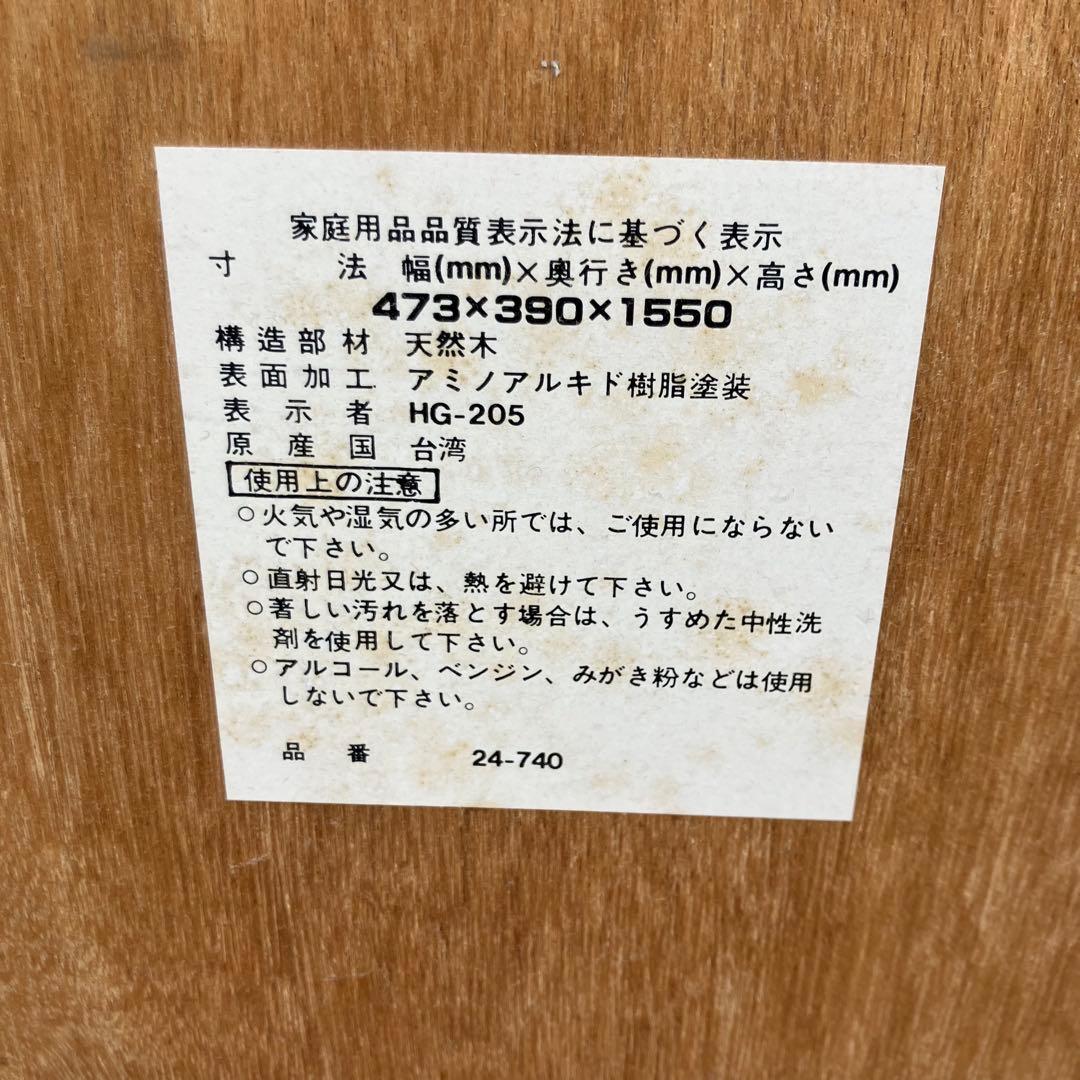 家庭用品品質表示法に基づく表示
寸法 幅(mm)×奥行き(mm)×高さ(mm)
473×390×1550
構造部材 天然木
表面加工 アミノアルキド樹脂塗装
表示者 HG-205
原産国 台湾
使用上の注意
○火気や湿気の多い所では、ご使用にならない
で下さい。
○直射日光又は、熱を避けて下さい。
○著しい汚れを落とす場合は、うすめた中性洗
剤を使用して下さい。
○アルコール、ベンジン、みがき粉などは使用
しないで下さい。
品番 24-740